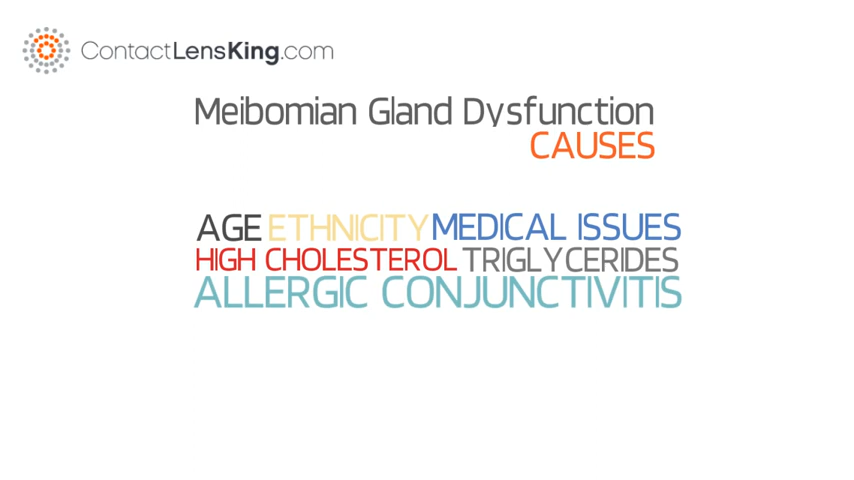 ContactLensKing.com
Meibomian Gland Dysfunction
CAUSES
AGE ETHNICITY MEDICAL ISSUES
HIGH CHOLESTEROL TRIGLYCERIDES
ALLERGIC CONJUNCTIVITIS